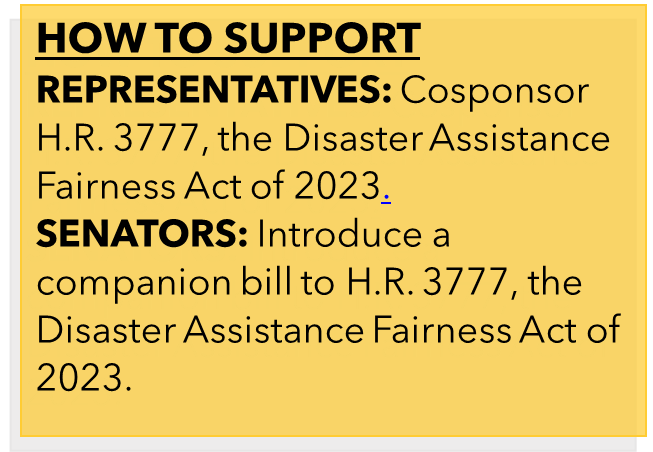 HOW TO SUPPORT
REPRESENTATIVES: Cosponsor
H.R. 3777, the Disaster Assistance
Fairness Act of 2023.
SENATORS: Introduce a
companion bill to H.R. 3777, the
Disaster Assistance Fairness Act of
2023.